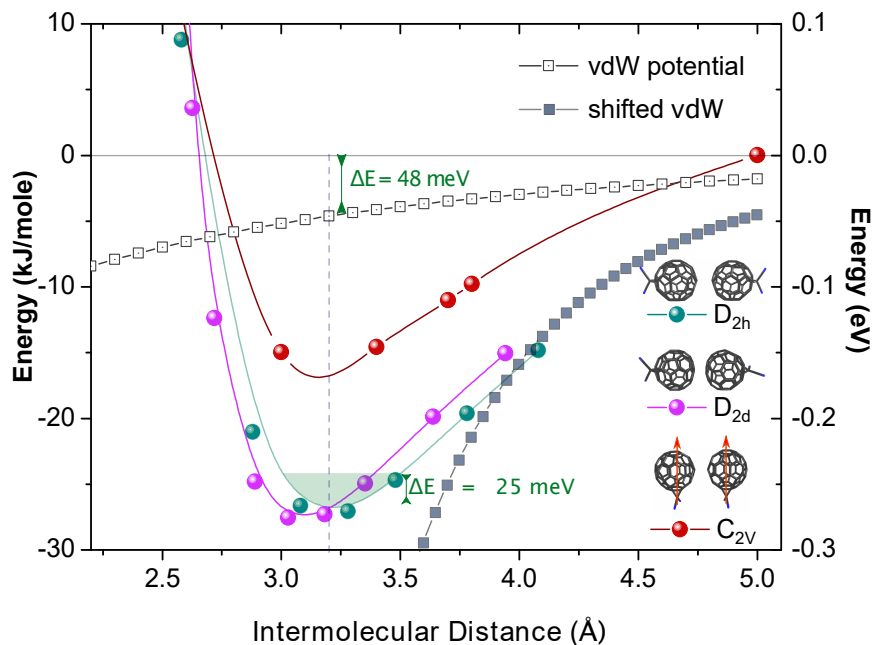 10
0
-10
-20
-30
Energy (kJ/mole)
0.1
0.0
-0.1
-0.2
-0.3
Energy (eV)
vdW potential
shifted vdW
ΔE = 48 meV
D2h
D2d
ΔE = 25 meV
C2V
2.5 3.0 3.5 4.0 4.5 5.0
Intermolecular Distance (Å)